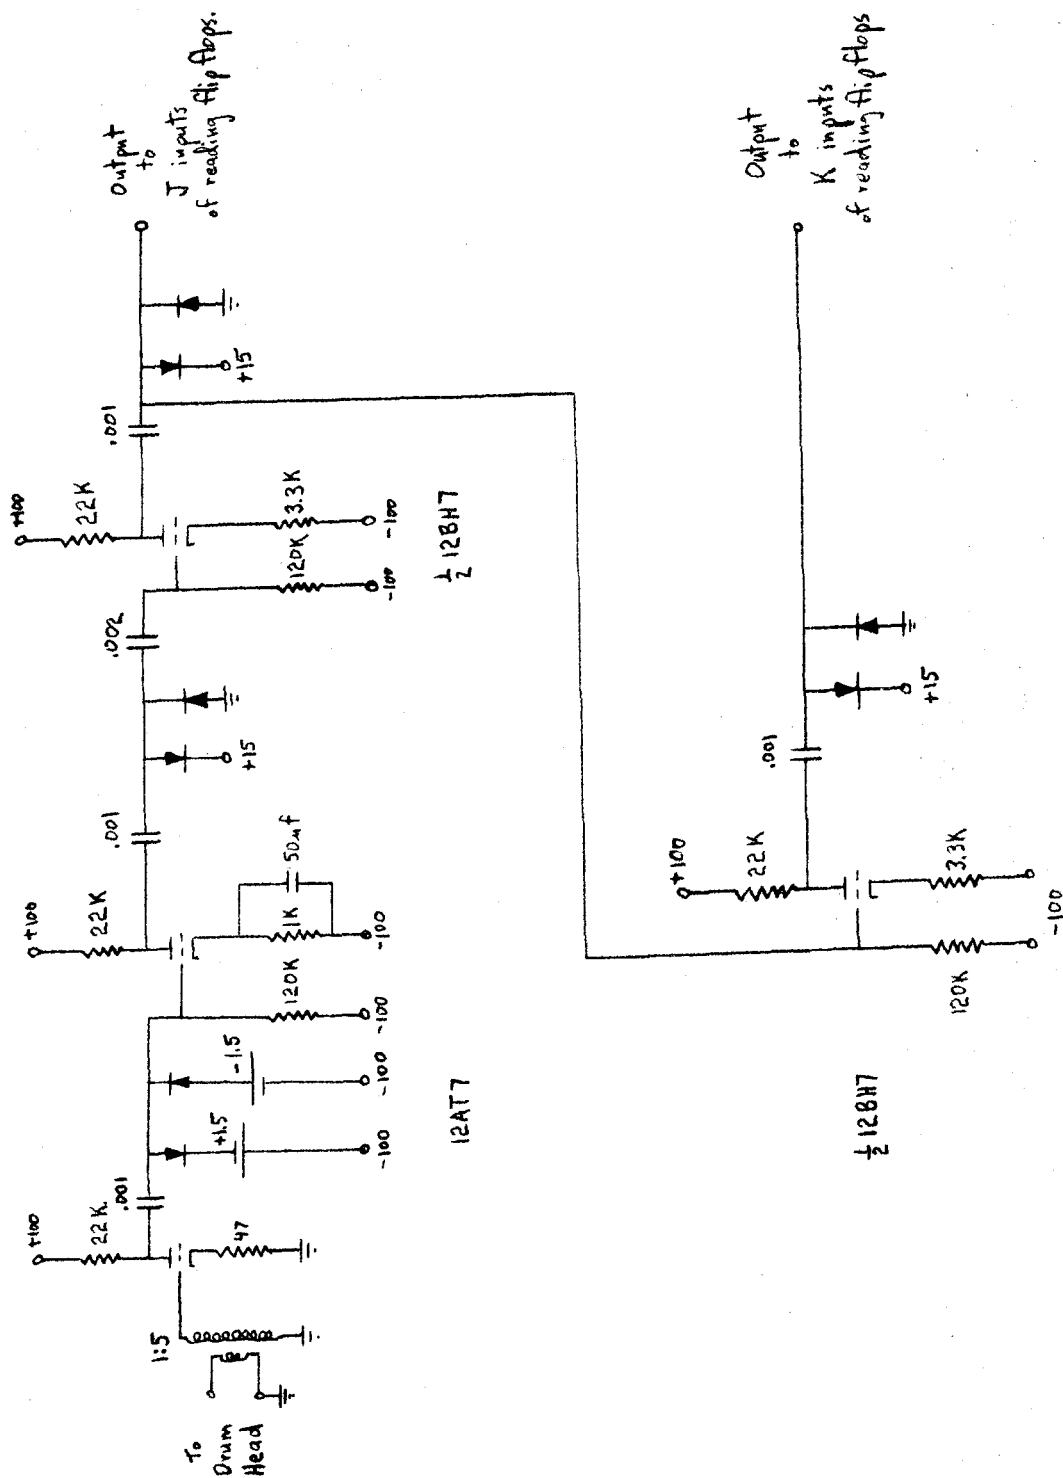 To
Drum
Head
1:5
+100
22K
47
.001
+1.5
-100
-1.5
-100
120K
-100
12AT7
+100
22K
1K
50µf
-100
.001
+15
.002
120K
-100
+100
22K
3.3K
-100
½ 12BH7
.001
+15
Output
to
J inputs
of reading flip flops.
½ 12BH7
120K
+100
22K
3.3K
-100
.001
+15
Output
to
K inputs
of reading flip flops